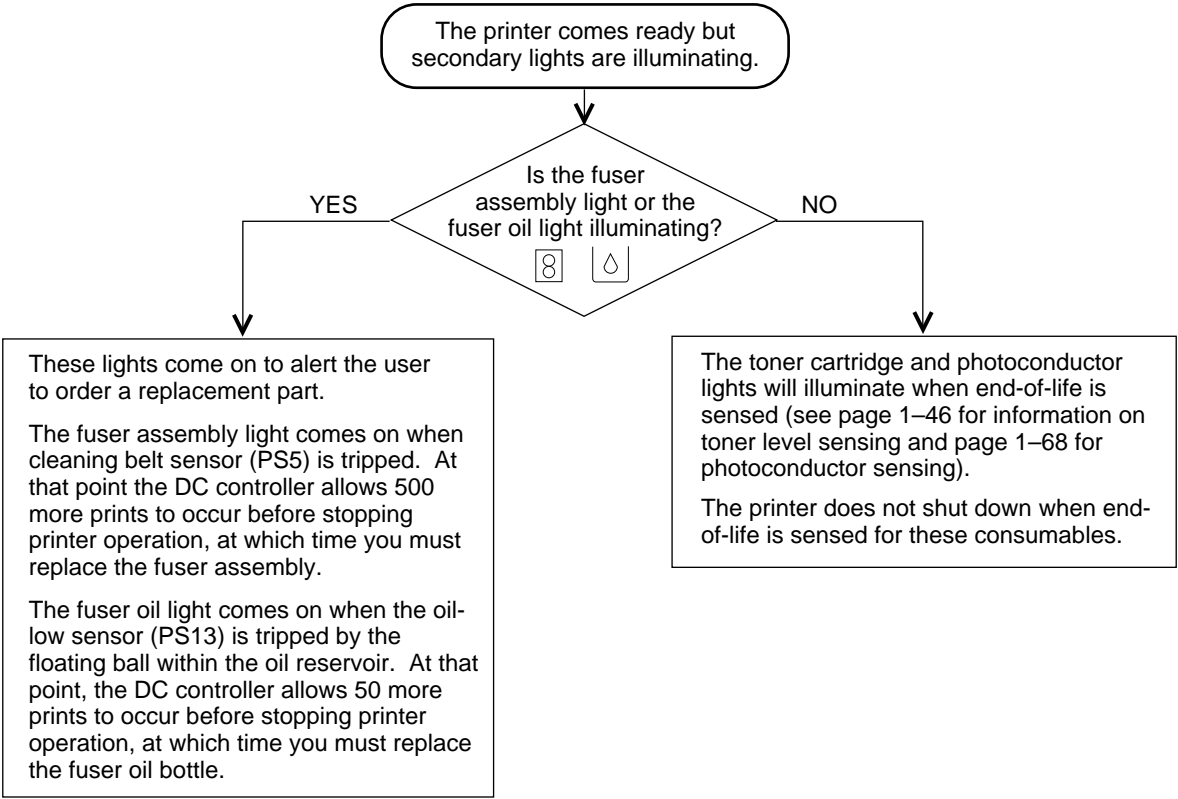 The printer comes ready but
secondary lights are illuminating.
Is the fuser
assembly light or the
fuser oil light illuminating?
YES
NO
These lights come on to alert the user
to order a replacement part.
The fuser assembly light comes on when
cleaning belt sensor (PS5) is tripped.  At
that point the DC controller allows 500
more prints to occur before stopping
printer operation, at which time you must
replace the fuser assembly.
The fuser oil light comes on when the oil-
low sensor (PS13) is tripped by the
floating ball within the oil reservoir.  At that
point, the DC controller allows 50 more
prints to occur before stopping printer
operation, at which time you must replace
the fuser oil bottle.
The toner cartridge and photoconductor
lights will illuminate when end-of-life is
sensed (see page 1–46 for information on
toner level sensing and page 1–68 for
photoconductor sensing).
The printer does not shut down when end-
of-life is sensed for these consumables.